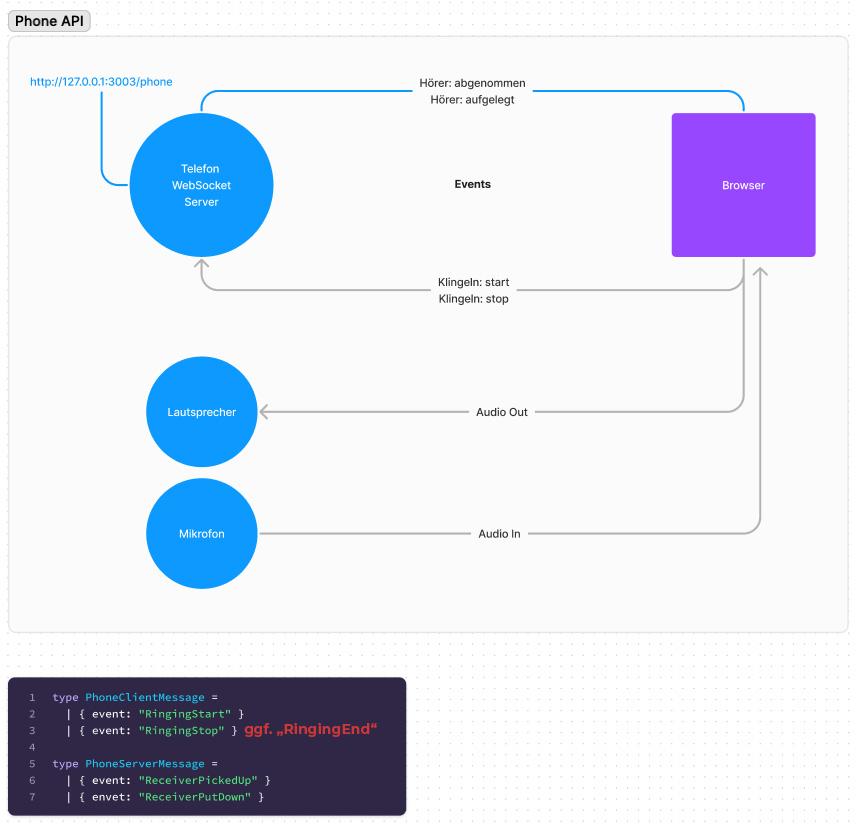 Phone API
http://127.0.0.1:3003/phone
Hörer: abgenommen
Hörer: aufgelegt
Telefon
WebSocket
Server
Events
Browser
Klingeln: start
Klingeln: stop
Lautsprecher
Audio Out
Mikrofon
Audio In
1 type PhoneClientMessage =
2 | { event: "RingingStart" }
3 | { event: "RingingStop" } ggf. „RingingEnd“
4
5 type PhoneServerMessage =
6 | { event: "ReceiverPickedUp" }
7 | { envet: "ReceiverPutDown" }